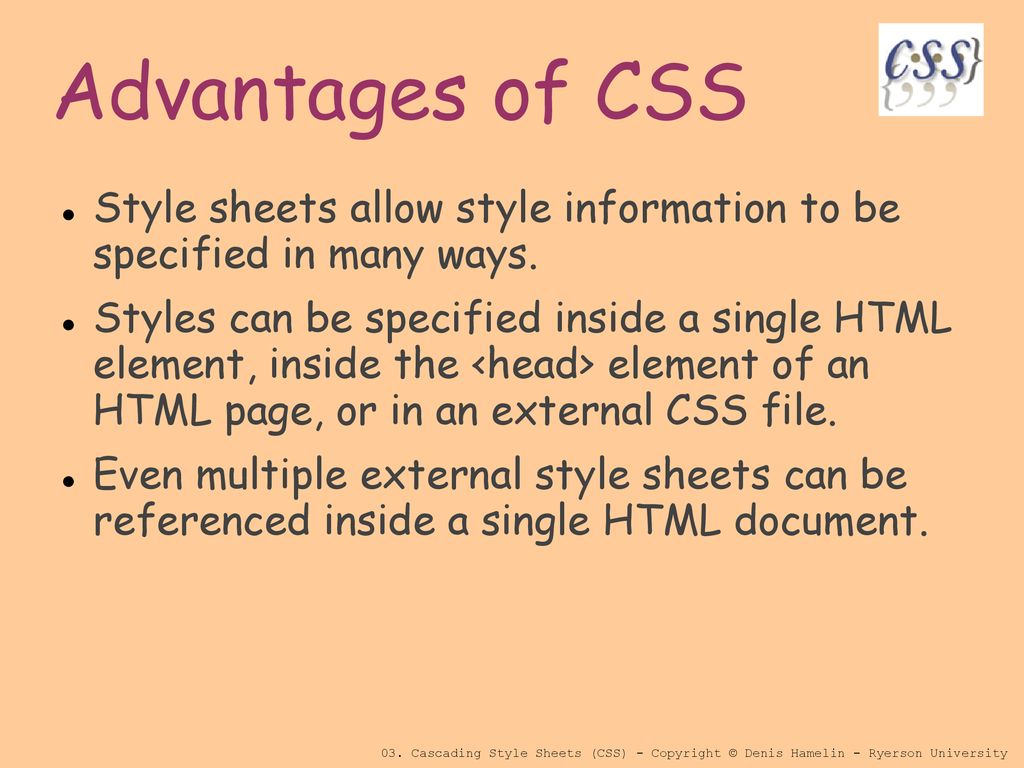 Advantages of CSS
{C.S.S}
{;;;}
● Style sheets allow style information to be
specified in many ways.
● Styles can be specified inside a single HTML
element, inside the <head> element of an
HTML page, or in an external CSS file.
● Even multiple external style sheets can be
referenced inside a single HTML document.
03. Cascading Style Sheets (CSS) - Copyright © Denis Hamelin - Ryerson University